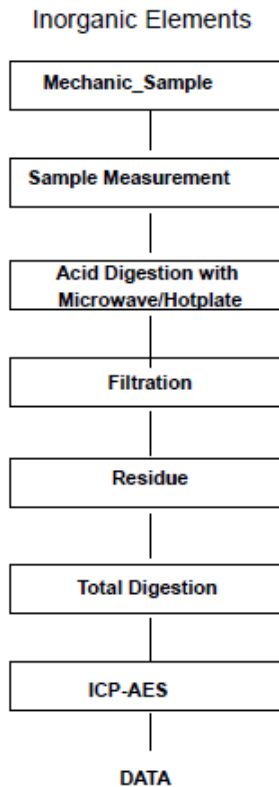 Inorganic Elements
Mechanic_Sample
Sample Measurement
Acid Digestion with
Microwave/Hotplate
Filtration
Residue
Total Digestion
ICP-AES
DATA